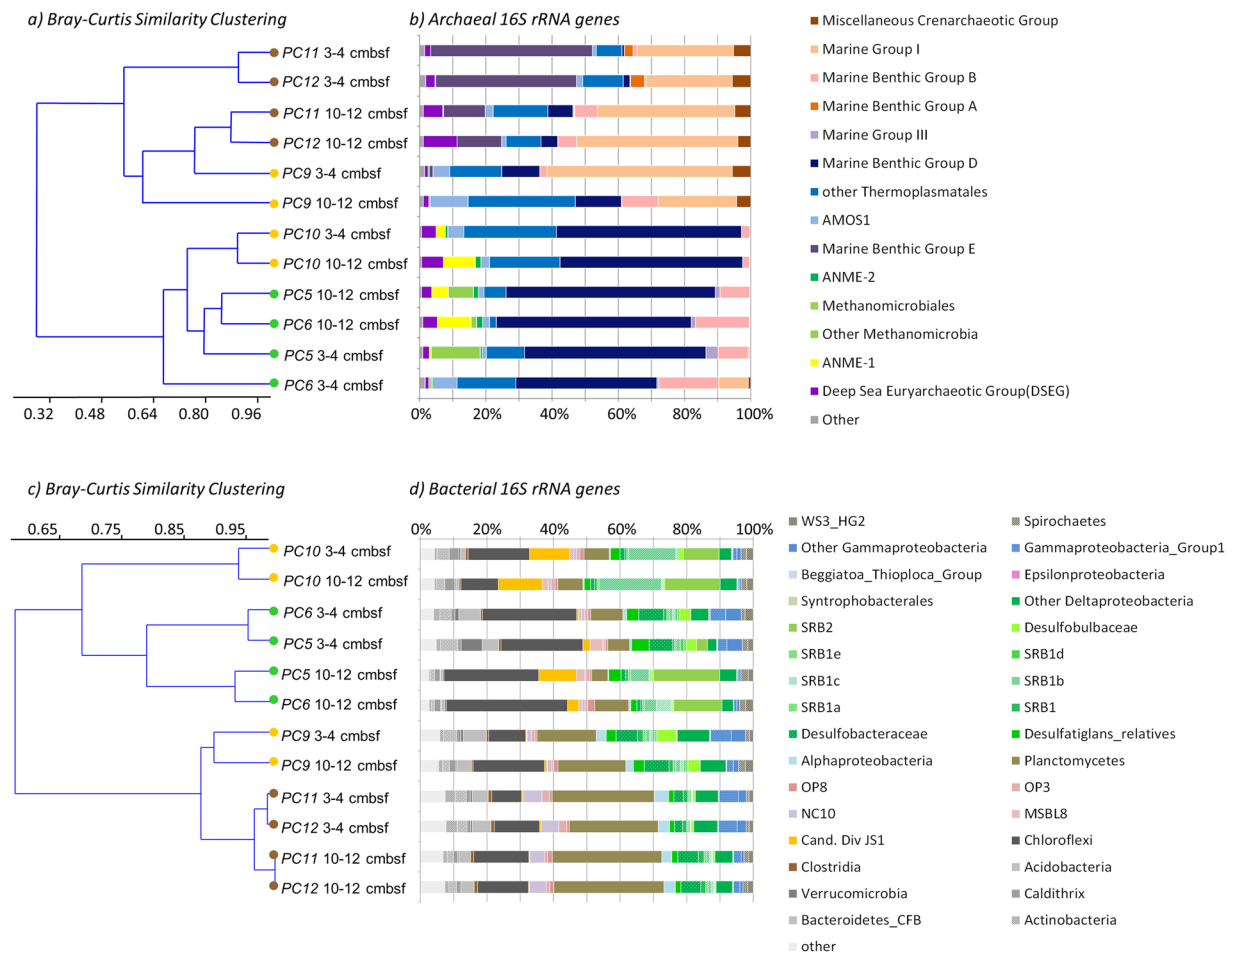 a) Bray-Curtis Similarity Clustering
b) Archaeal 16S rRNA genes
PC11 3-4 cmbsf
PC12 3-4 cmbsf
PC11 10-12 cmbsf
PC12 10-12 cmbsf
PC9 3-4 cmbsf
PC9 10-12 cmbsf
PC10 3-4 cmbsf
PC10 10-12 cmbsf
PC5 10-12 cmbsf
PC6 10-12 cmbsf
PC5 3-4 cmbsf
PC6 3-4 cmbsf
0.32 0.48 0.64 0.80 0.96
0% 20% 40% 60% 80% 100%
Miscellaneous Crenarchaeotic Group
Marine Group I
Marine Benthic Group B
Marine Benthic Group A
Marine Group III
Marine Benthic Group D
other Thermoplasmatales
AMOS1
Marine Benthic Group E
ANME-2
Methanomicrobiales
Other Methanomicrobia
ANME-1
Deep Sea Euryarchaeotic Group(DSEG)
Other
c) Bray-Curtis Similarity Clustering
d) Bacterial 16S rRNA genes
0.65 0.75 0.85 0.95
0% 20% 40% 60% 80% 100%
PC10 3-4 cmbsf
PC10 10-12 cmbsf
PC6 3-4 cmbsf
PC5 3-4 cmbsf
PC5 10-12 cmbsf
PC6 10-12 cmbsf
PC9 3-4 cmbsf
PC9 10-12 cmbsf
PC11 3-4 cmbsf
PC12 3-4 cmbsf
PC11 10-12 cmbsf
PC12 10-12 cmbsf
WS3_HG2 Spirochaetes
Other Gammaproteobacteria Gammaproteobacteria_Group1
Beggiatoa_Thioploca_Group Epsilonproteobacteria
Syntrophobacterales Other Deltaproteobacteria
SRB2 Desulfobulbaceae
SRB1e SRB1d
SRB1c SRB1b
SRB1a SRB1
Desulfobacteraceae Desulfatiglans_relatives
Alphaproteobacteria Planctomycetes
OP8 OP3
NC10 MSBL8
Cand. Div JS1 Chloroflexi
Clostridia Acidobacteria
Verrucomicrobia Caldithrix
Bacteroidetes_CFB Actinobacteria
other